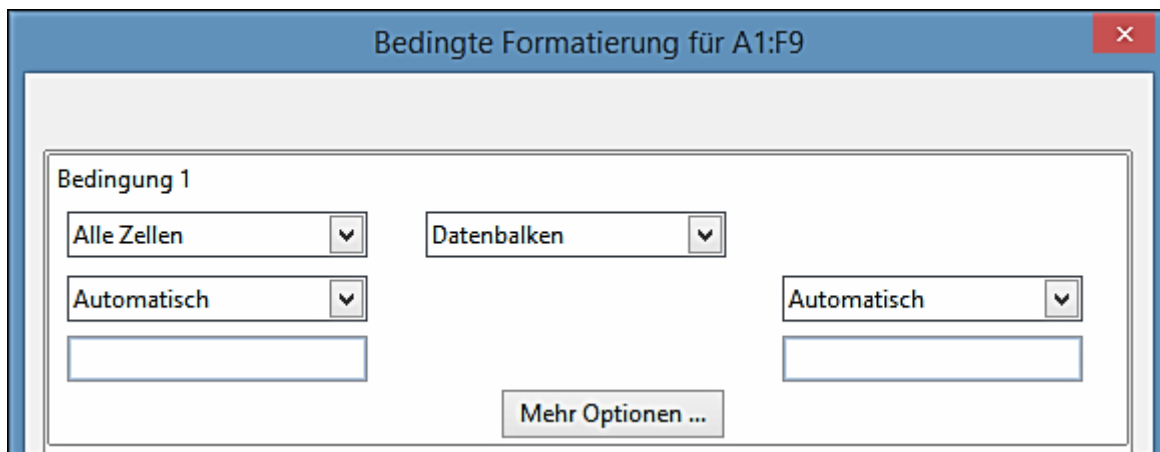 Bedingte Formatierung für A1:F9
Bedingung 1
Alle Zellen Datenbalken
Automatisch Automatisch
Mehr Optionen ...